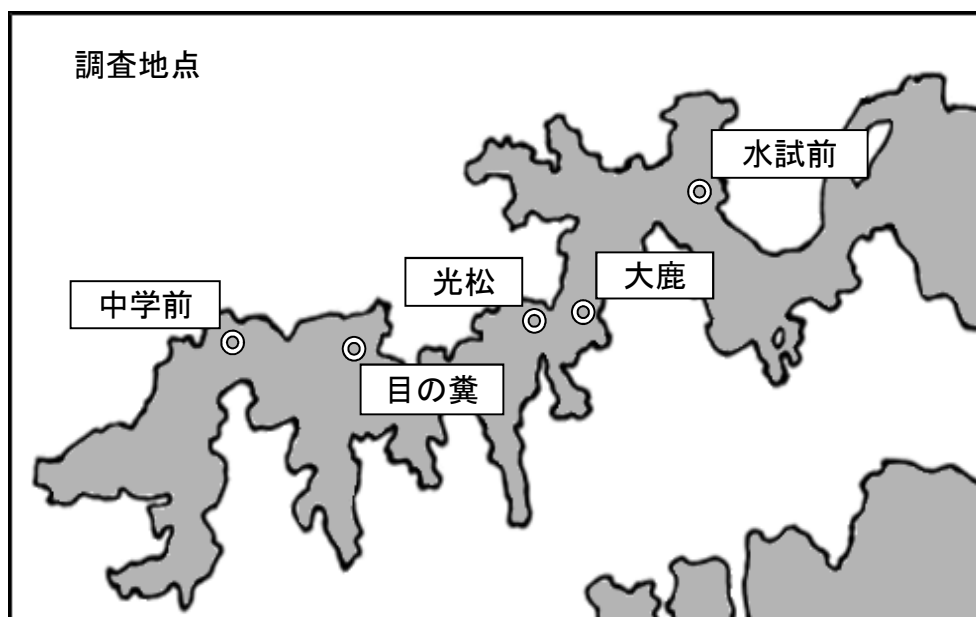 調査地点
水試前
光松
大鹿
中学前
目の糞